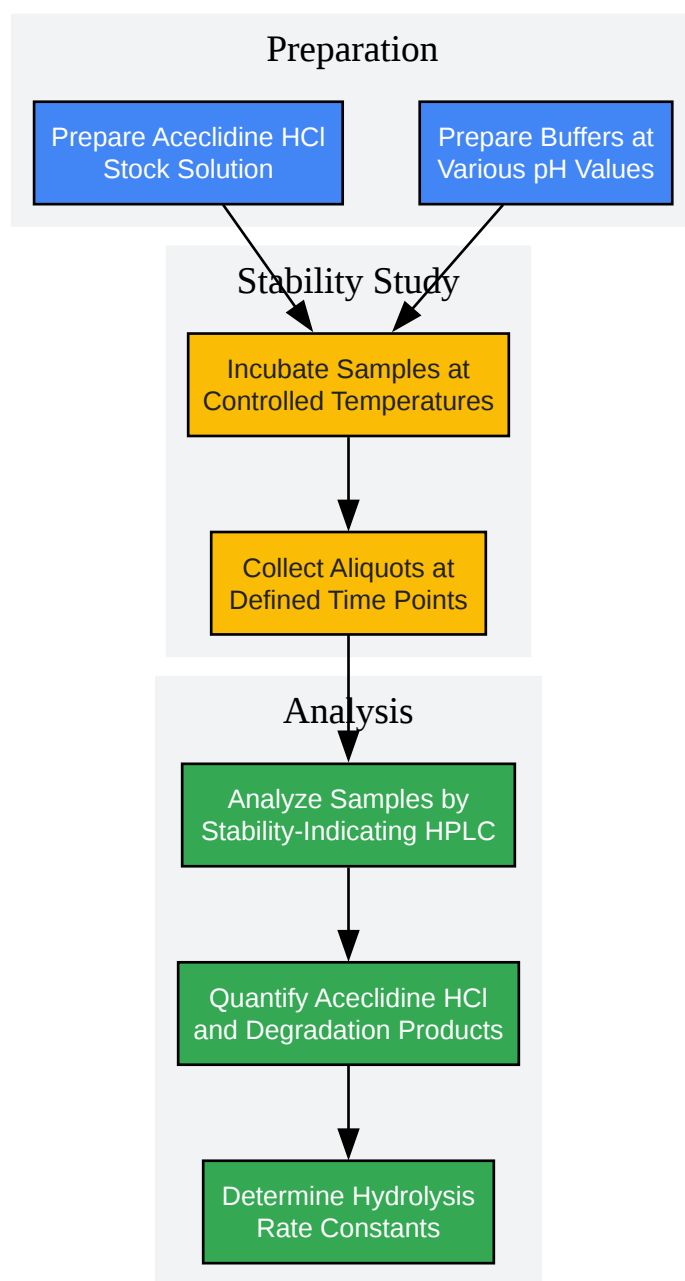 Preparation
Prepare Aceclidine HCl
Stock Solution
Prepare Buffers at
Various pH Values
Stability Study
Incubate Samples at
Controlled Temperatures
Collect Aliquots at
Defined Time Points
Analysis
Analyze Samples by
Stability-Indicating HPLC
Quantify Aceclidine HCl
and Degradation Products
Determine Hydrolysis
Rate Constants